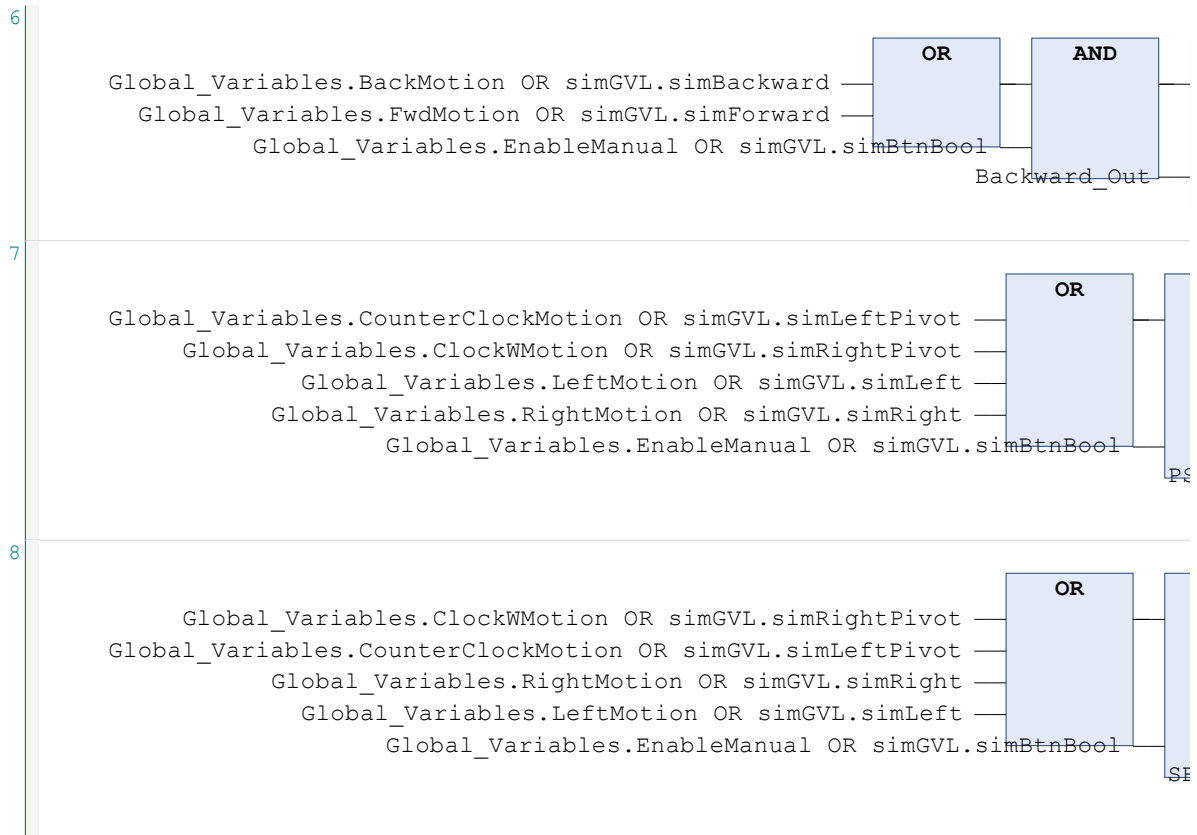 6
OR AND
Global_Variables.BackMotion OR simGVL.simBackward
Global_Variables.FwdMotion OR simGVL.simForward
Global_Variables.EnableManual OR simGVL.simBtnBool
Backward_Out
7
OR
Global_Variables.CounterClockMotion OR simGVL.simLeftPivot
Global_Variables.ClockWMotion OR simGVL.simRightPivot
Global_Variables.LeftMotion OR simGVL.simLeft
Global_Variables.RightMotion OR simGVL.simRight
Global_Variables.EnableManual OR simGVL.simBtnBool
PS
8
OR
Global_Variables.ClockWMotion OR simGVL.simRightPivot
Global_Variables.CounterClockMotion OR simGVL.simLeftPivot
Global_Variables.RightMotion OR simGVL.simRight
Global_Variables.LeftMotion OR simGVL.simLeft
Global_Variables.EnableManual OR simGVL.simBtnBool